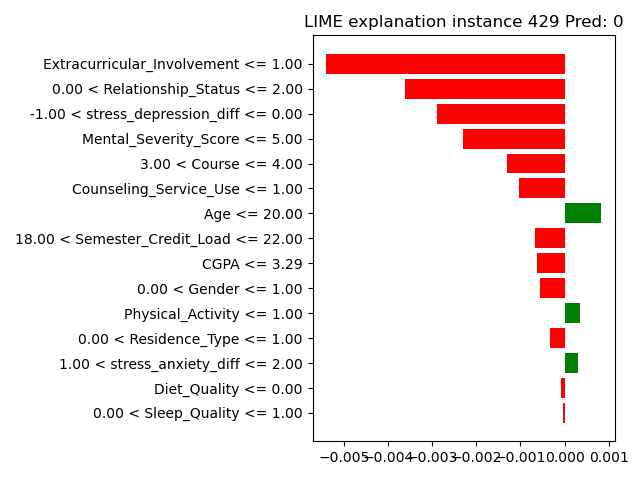 LIME explanation instance 429 Pred: 0
Extracurricular_Involvement <= 1.00
0.00 < Relationship_Status <= 2.00
-1.00 < stress_depression_diff <= 0.00
Mental_Severity_Score <= 5.00
3.00 < Course <= 4.00
Counseling_Service_Use <= 1.00
Age <= 20.00
18.00 < Semester_Credit_Load <= 22.00
CGPA <= 3.29
0.00 < Gender <= 1.00
Physical_Activity <= 1.00
0.00 < Residence_Type <= 1.00
1.00 < stress_anxiety_diff <= 2.00
Diet_Quality <= 0.00
0.00 < Sleep_Quality <= 1.00
−0.005 −0.004 −0.003 −0.002 −0.001 0.000 0.001